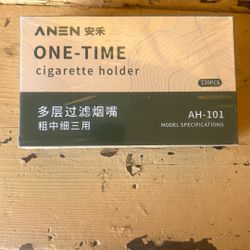 ANEN 安禾
ONE-TIME
cigarette holder
120PCS
多层过滤烟嘴
粗中细三用
AH-101
MODEL SPECIFICATIONS